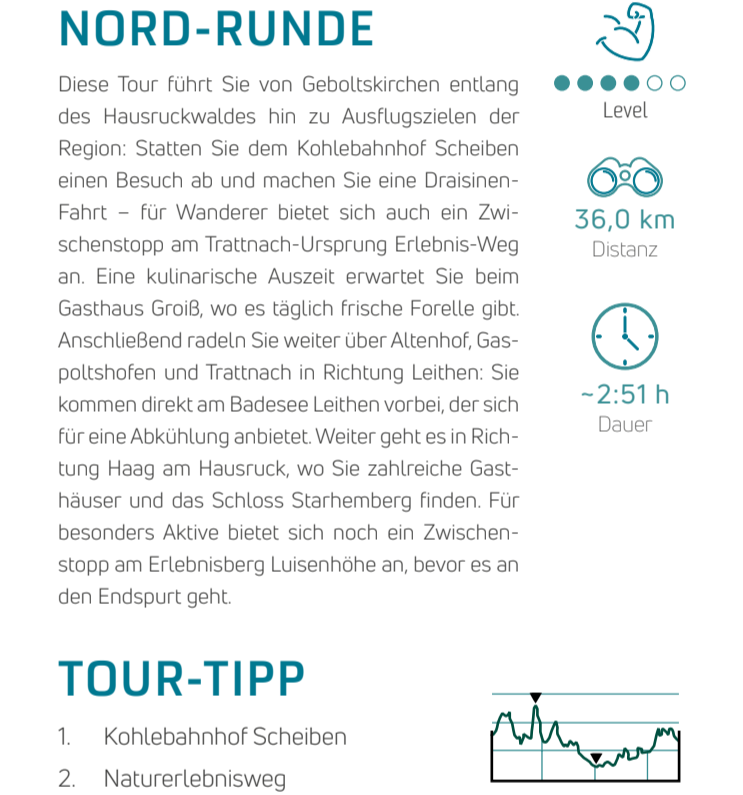 NORD-RUNDE
Diese Tour führt Sie von Geboltskirchen entlang
des Hausruckwaldes hin zu Ausflugszielen der
Region: Statten Sie dem Kohlebahnhof Scheiben
einen Besuch ab und machen Sie eine Draisinen-
Fahrt – für Wanderer bietet sich auch ein Zwi-
schenstopp am Trattnach-Ursprung Erlebnis-Weg
an. Eine kulinarische Auszeit erwartet Sie beim
Gasthaus Groiß, wo es täglich frische Forelle gibt.
Anschließend radeln Sie weiter über Altenhof, Gas-
poltshofen und Trattnach in Richtung Leithen: Sie
kommen direkt am Badesee Leithen vorbei, der sich
für eine Abkühlung anbietet. Weiter geht es in Rich-
tung Haag am Hausruck, wo Sie zahlreiche Gast-
häuser und das Schloss Starhemberg finden. Für
besonders Aktive bietet sich noch ein Zwischen-
stopp am Erlebnisberg Luisenhöhe an, bevor es an
den Endspurt geht.
Level
36,0 km
Distanz
~2:51 h
Dauer
TOUR-TIPP
1. Kohlebahnhof Scheiben
2. Naturerlebnisweg